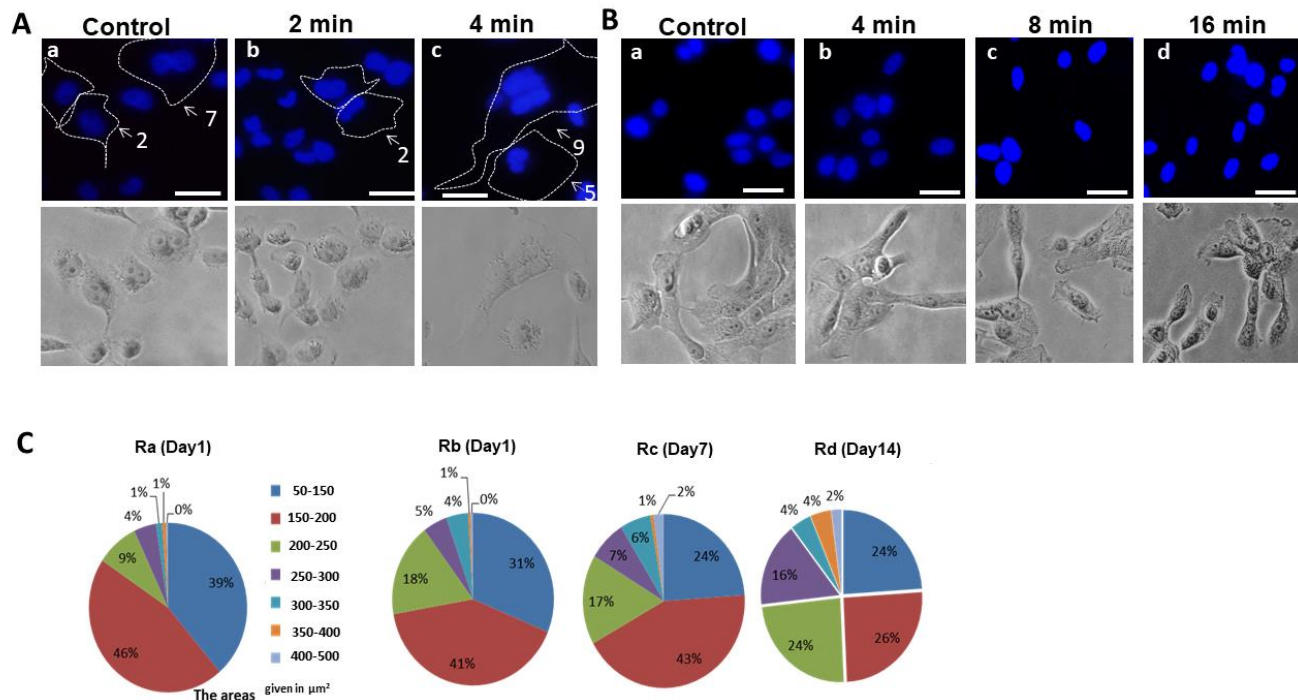 A
Control
2 min
4 min
a
b
c
7
2
2
9
5
B
Control
4 min
8 min
16 min
a
b
c
d
C
Ra (Day1)
1%
1%
0%
4%
9%
39%
46%
50-150
150-200
200-250
250-300
300-350
350-400
400-500
The areas given in µm²
Rb (Day1)
1%
0%
4%
5%
18%
31%
41%
Rc (Day7)
1%
2%
6%
7%
24%
17%
43%
Rd (Day14)
4%
4%
2%
16%
24%
24%
26%